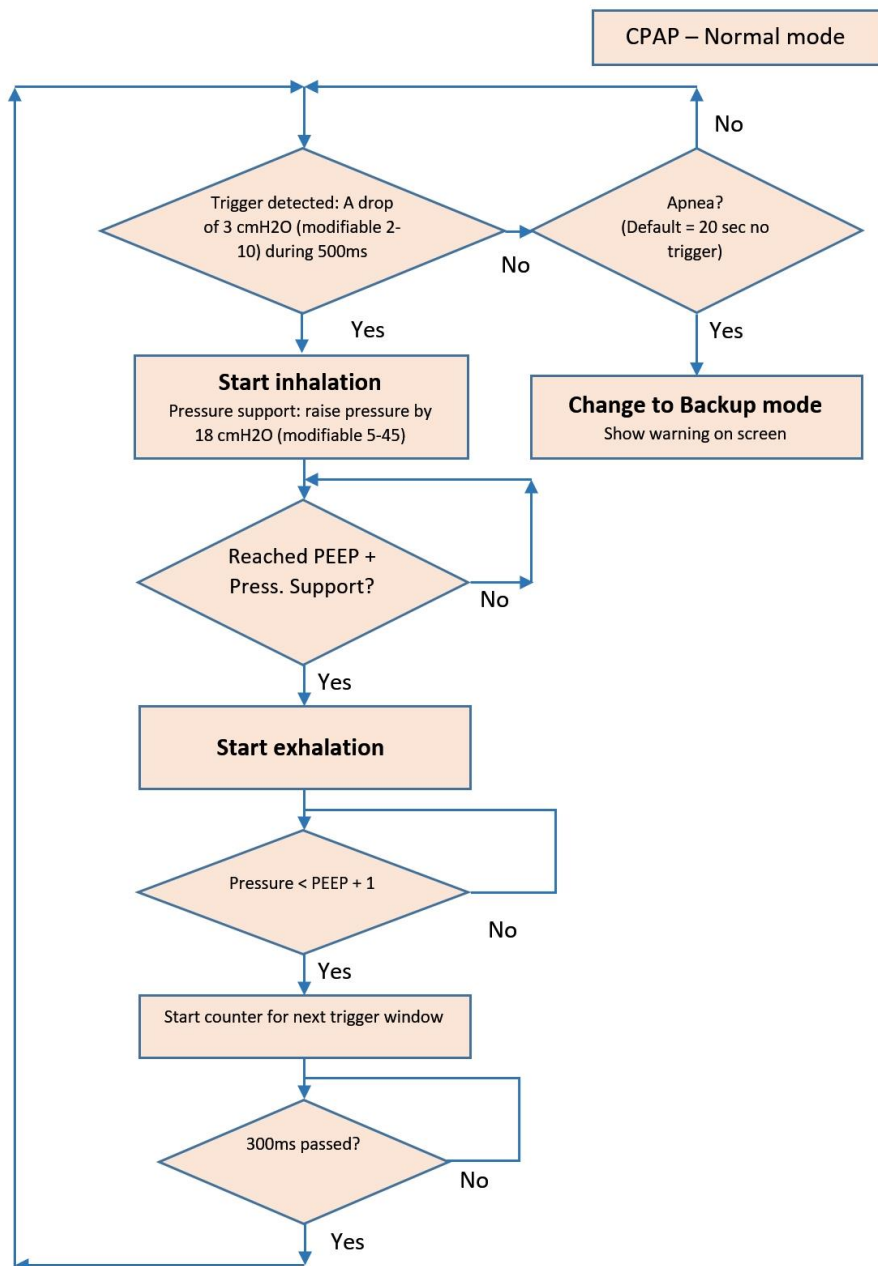 CPAP – Normal mode
No
Trigger detected: A drop
of 3 cmH2O (modifiable 2-
10) during 500ms
No
Apnea?
(Default = 20 sec no
trigger)
Yes
Yes
Start inhalation
Pressure support: raise pressure by
18 cmH2O (modifiable 5-45)
Change to Backup mode
Show warning on screen
Reached PEEP +
Press. Support?
No
Yes
Start exhalation
Pressure < PEEP + 1
No
Yes
Start counter for next trigger window
300ms passed?
No
Yes